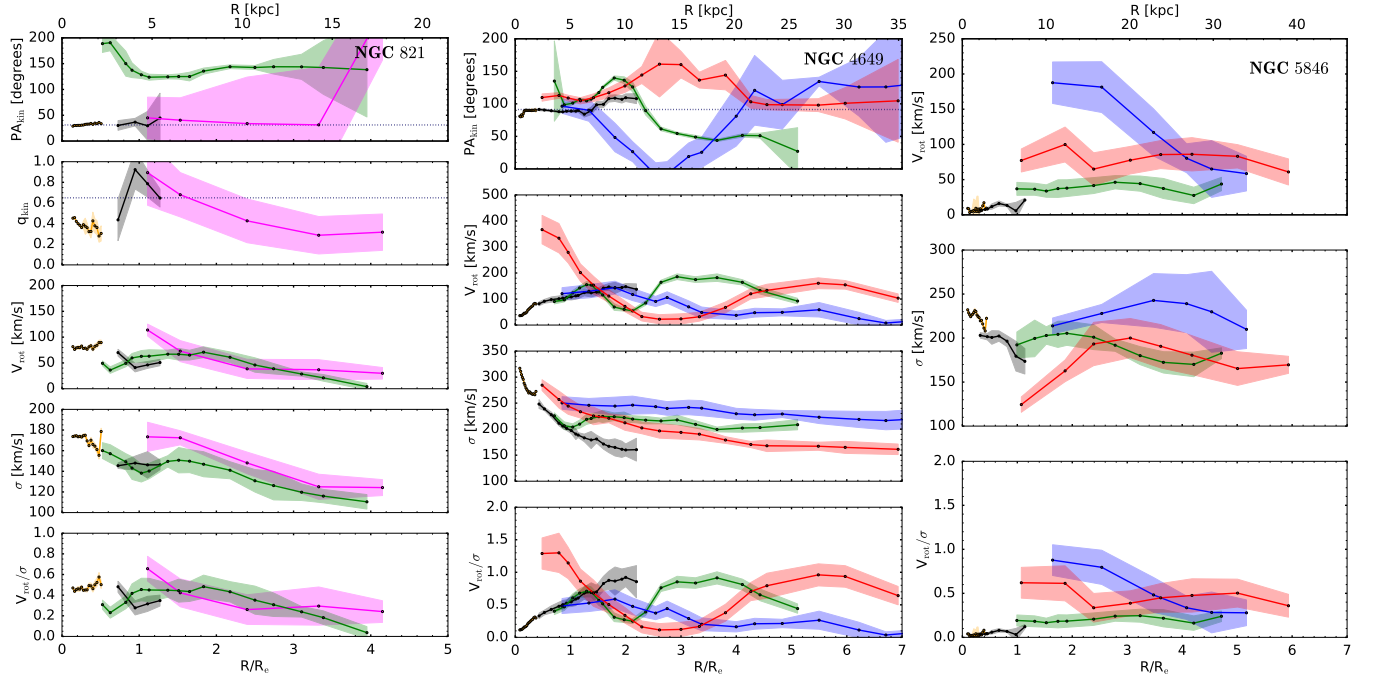 R [kpc]
0 5 10 15 20
NGC 821
PA_kin [degrees]
200
150
100
50
0
q_kin
1.0
0.8
0.6
0.4
0.2
0.0
V_rot [km/s]
200
150
100
50
0
σ [km/s]
200
180
160
140
120
100
V_rot/σ
1.0
0.8
0.6
0.4
0.2
0.0
0 1 2 3 4 5
R/R_e
R [kpc]
0 5 10 15 20 25 30 35
NGC 4649
PA_kin [degrees]
200
150
100
50
0
V_rot [km/s]
500
400
300
200
100
0
σ [km/s]
350
300
250
200
150
100
V_rot/σ
2.0
1.5
1.0
0.5
0.0
0 1 2 3 4 5 6 7
R/R_e
R [kpc]
0 10 20 30 40
NGC 5846
V_rot [km/s]
250
200
150
100
50
0
σ [km/s]
300
250
200
150
100
V_rot/σ
2.0
1.5
1.0
0.5
0.0
0 1 2 3 4 5 6 7
R/R_e